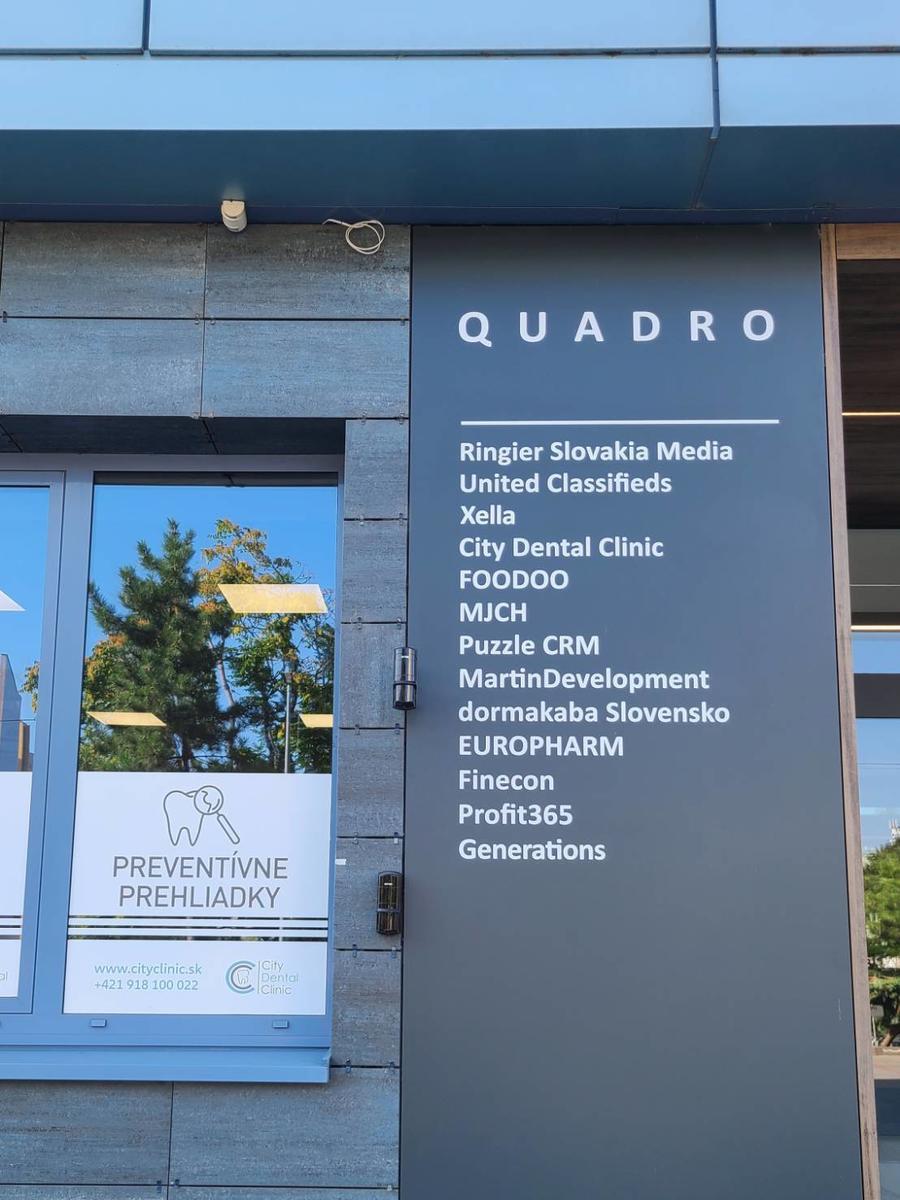 QUADRO
Ringier Slovakia Media
United Classifieds
Xella
City Dental Clinic
FOODOO
MJCH
Puzzle CRM
MartinDevelopment
dormakaba Slovensko
EUROPHARM
Finecon
Profit365
Generations
PREVENTÍVNE
PREHLIADKY
www.cityclinic.sk
+421 918 100 022
City
Dental
Clinic